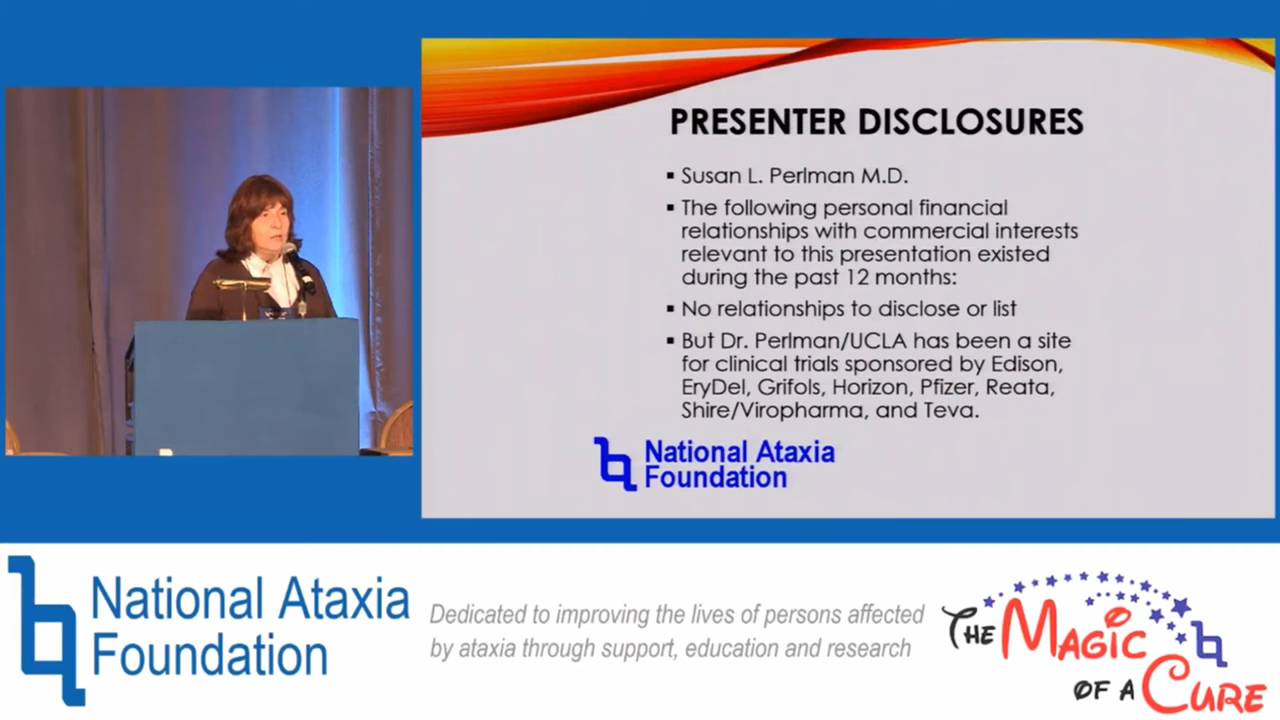 PRESENTER DISCLOSURES
▪ Susan L. Perlman M.D.
▪ The following personal financial
relationships with commercial interests
relevant to this presentation existed
during the past 12 months:
▪ No relationships to disclose or list
▪ But Dr. Perlman/UCLA has been a site
for clinical trials sponsored by Edison,
EryDel, Grifols, Horizon, Pfizer, Reata,
Shire/Viropharma, and Teva.
National Ataxia
Foundation
National Ataxia
Foundation
Dedicated to improving the lives of persons affected
by ataxia through support, education and research
THE MAGIC
OF A CURE